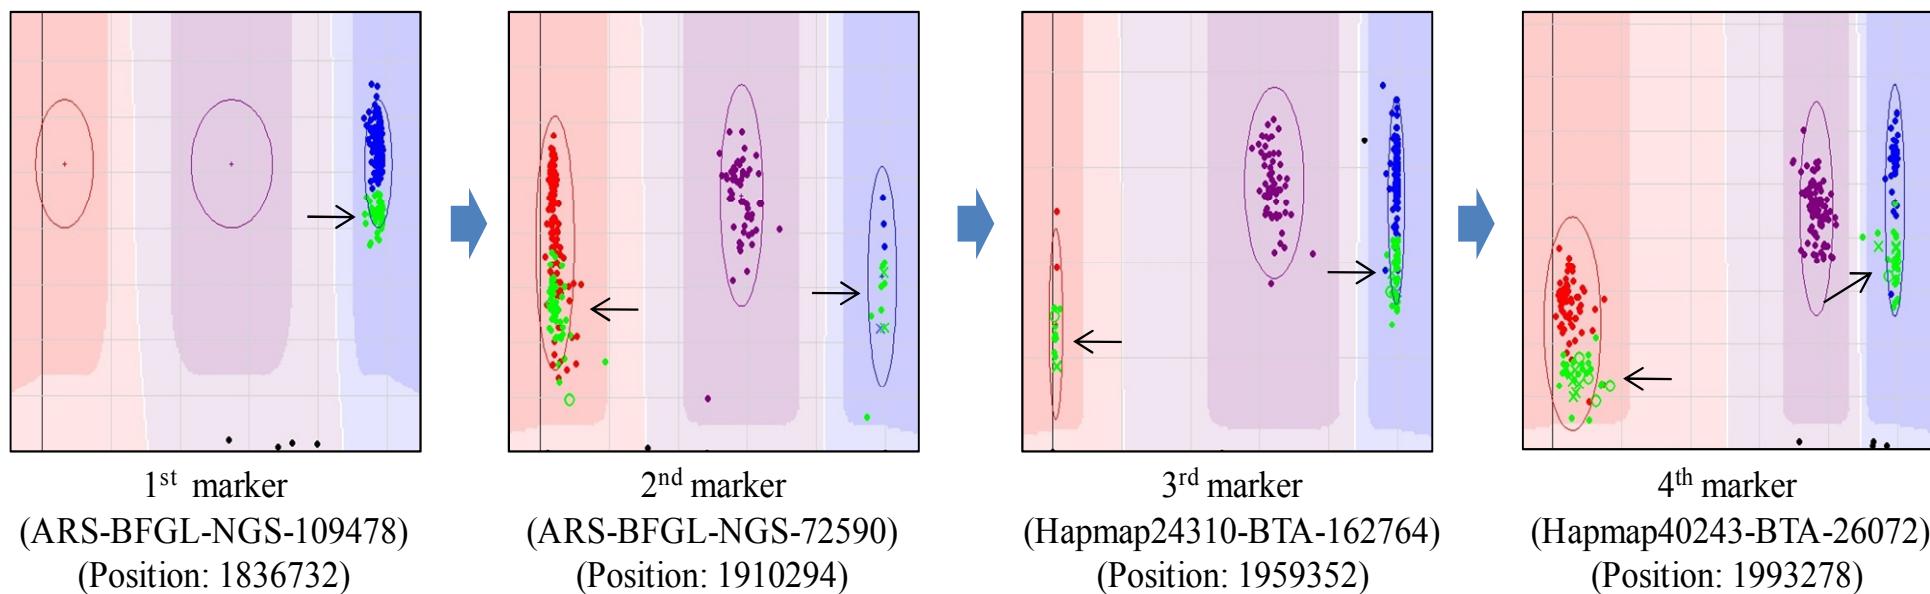 1st marker
(ARS-BFGL-NGS-109478)
(Position: 1836732)
2nd marker
(ARS-BFGL-NGS-72590)
(Position: 1910294)
3rd marker
(Hapmap24310-BTA-162764)
(Position: 1959352)
4th marker
(Hapmap40243-BTA-26072)
(Position: 1993278)